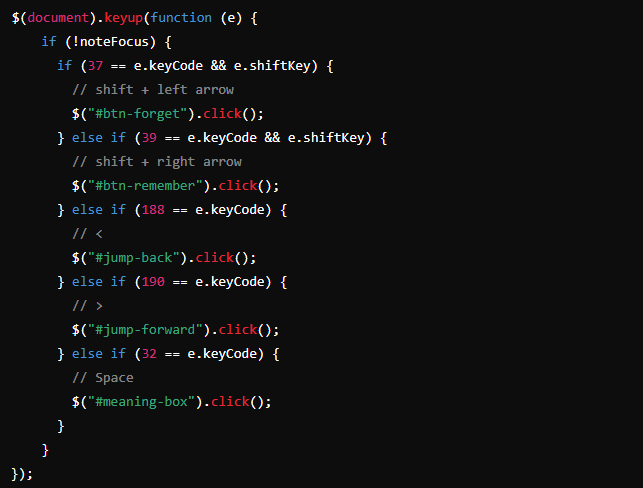 $(document).keyup(function (e) {
    if (!noteFocus) {
      if (37 == e.keyCode && e.shiftKey) {
        // shift + left arrow
        $("#btn-forget").click();
      } else if (39 == e.keyCode && e.shiftKey) {
        // shift + right arrow
        $("#btn-remember").click();
      } else if (188 == e.keyCode) {
        // <
        $("#jump-back").click();
      } else if (190 == e.keyCode) {
        // >
        $("#jump-forward").click();
      } else if (32 == e.keyCode) {
        // Space
        $("#meaning-box").click();
      }
    }
});